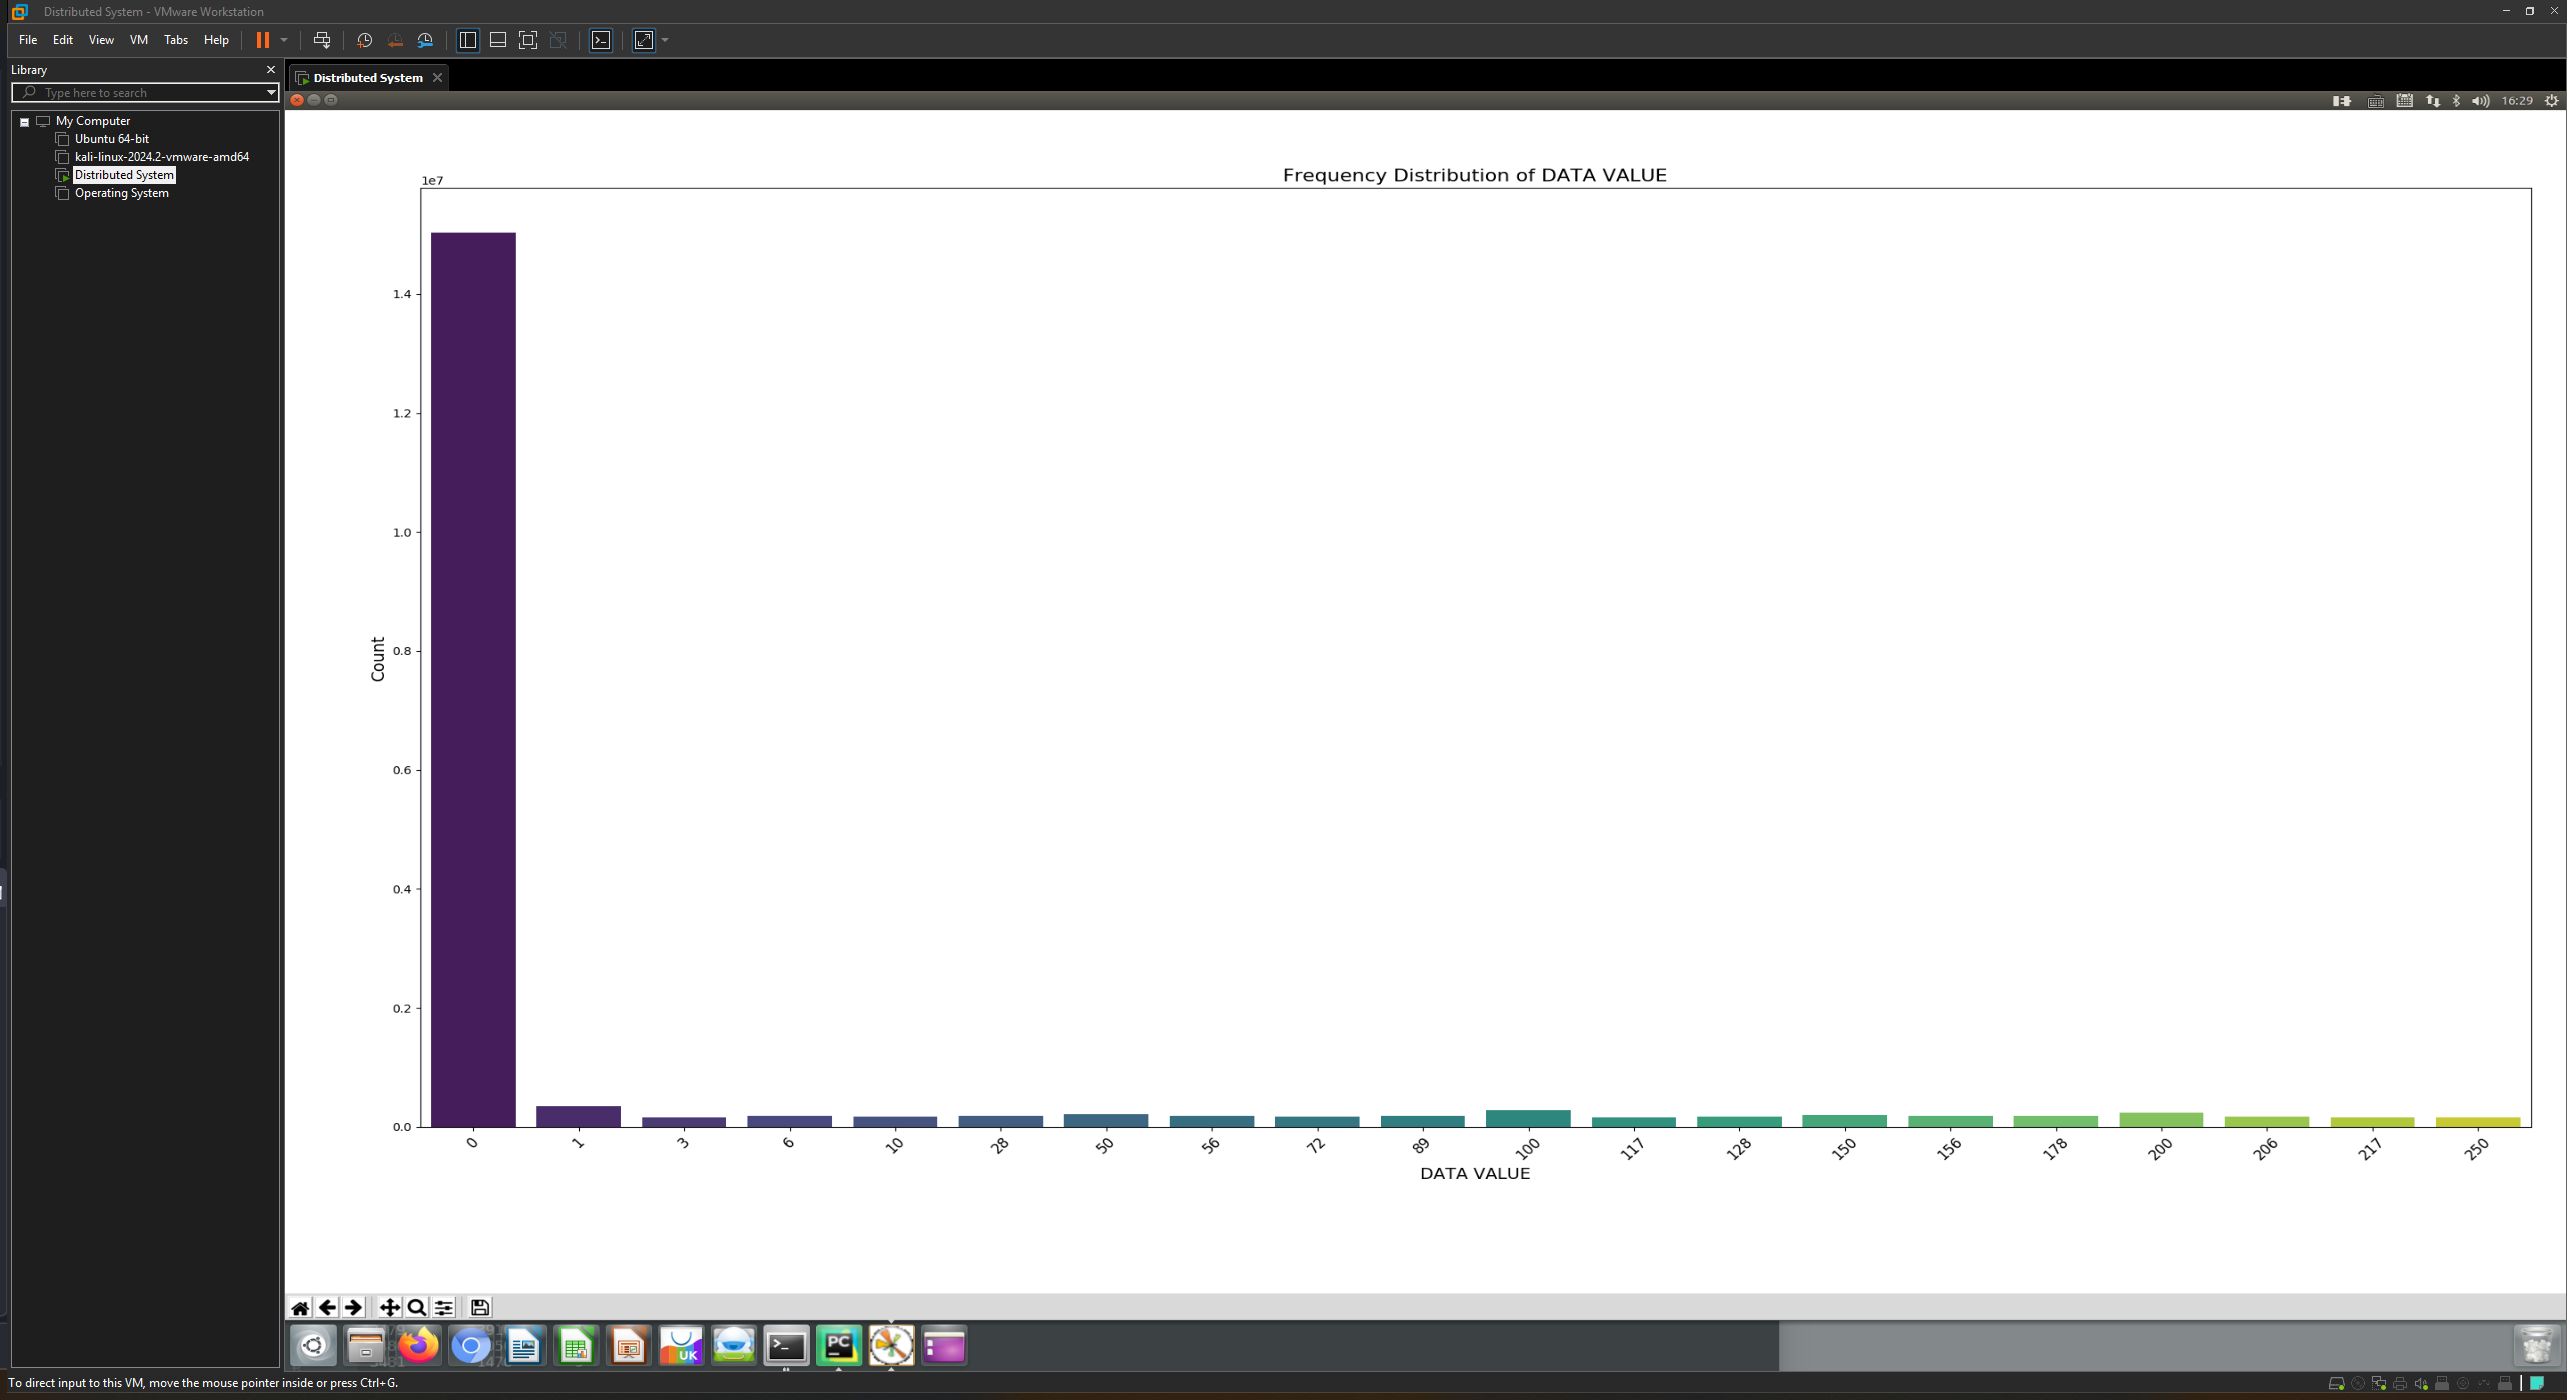 Distributed System - VMware Workstation
File Edit View VM Tabs Help
Library
Type here to search
My Computer
Ubuntu 64-bit
kali-linux-2024.2-vmware-amd64
Distributed System
Operating System
Distributed System
16:29
Frequency Distribution of DATA VALUE
1e7
1.4
1.2
1.0
0.8
0.6
0.4
0.2
0.0
Count
0 1 3 6 10 28 50 56 72 89 100 117 128 150 156 178 200 206 217 250
DATA VALUE
PC
UK
To direct input to this VM, move the mouse pointer inside or press Ctrl+G.